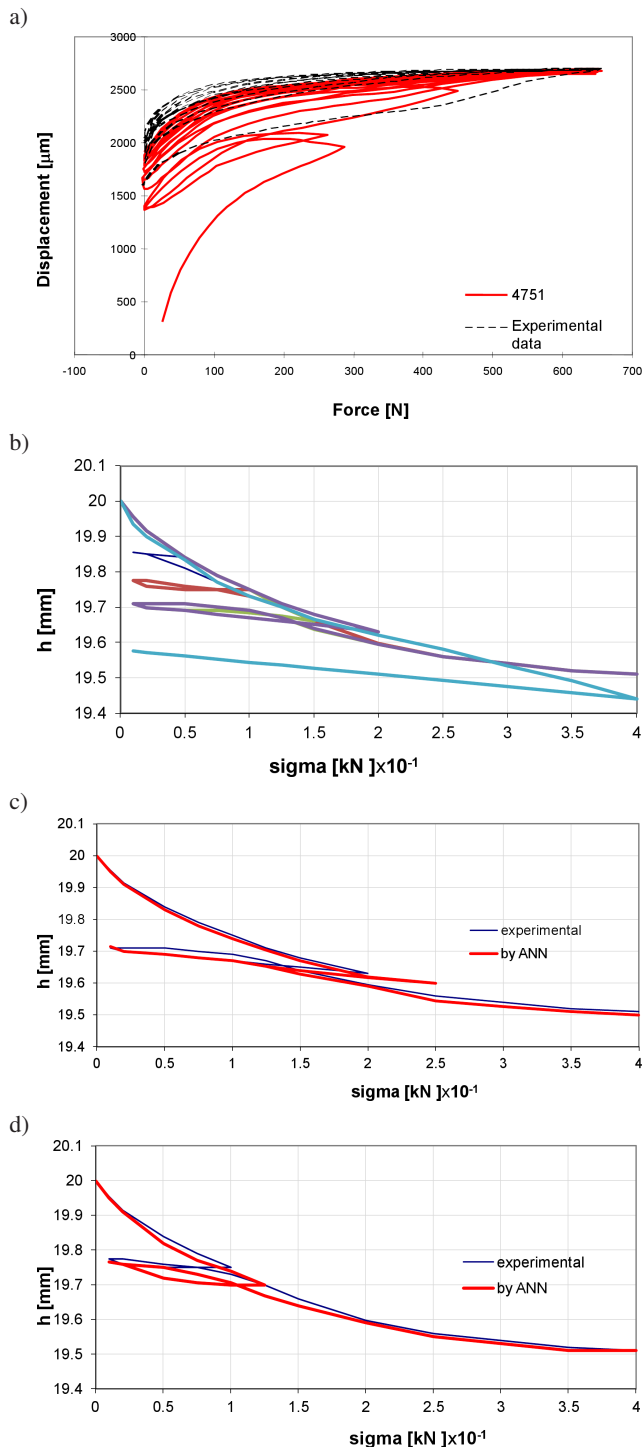 a)
3000
2500
2000
1500
1000
500
0
-100 0 100 200 300 400 500 600 700
Displacement [µm]
Force [N]
4751
Experimental
data
b)
20.1
20
19.9
19.8
19.7
19.6
19.5
19.4
0 0.5 1 1.5 2 2.5 3 3.5 4
h [mm]
sigma [kN ]x10⁻¹
c)
20.1
20
19.9
19.8
19.7
19.6
19.5
19.4
0 0.5 1 1.5 2 2.5 3 3.5 4
h [mm]
experimental
by ANN
sigma [kN ]x10⁻¹
d)
20.1
20
19.9
19.8
19.7
19.6
19.5
19.4
0 0.5 1 1.5 2 2.5 3 3.5 4
h [mm]
experimental
by ANN
sigma [kN ]x10⁻¹